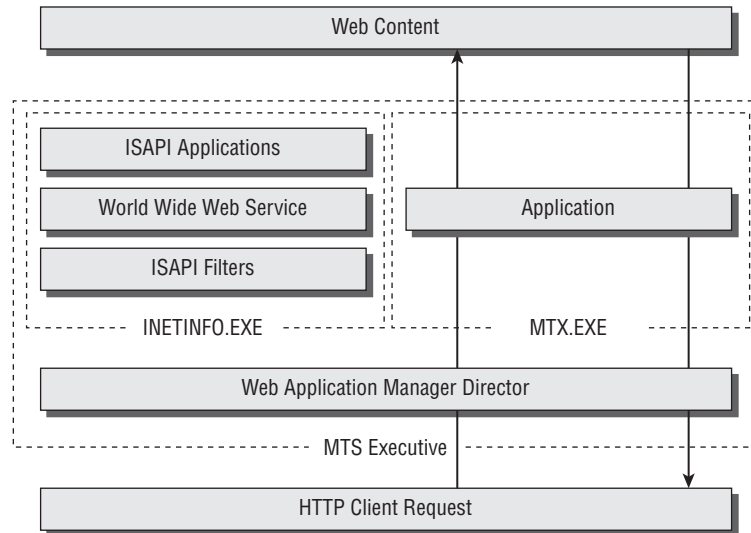 Web Content
ISAPI Applications
World Wide Web Service
Application
ISAPI Filters
INETINFO.EXE
MTX.EXE
Web Application Manager Director
MTS Executive
HTTP Client Request